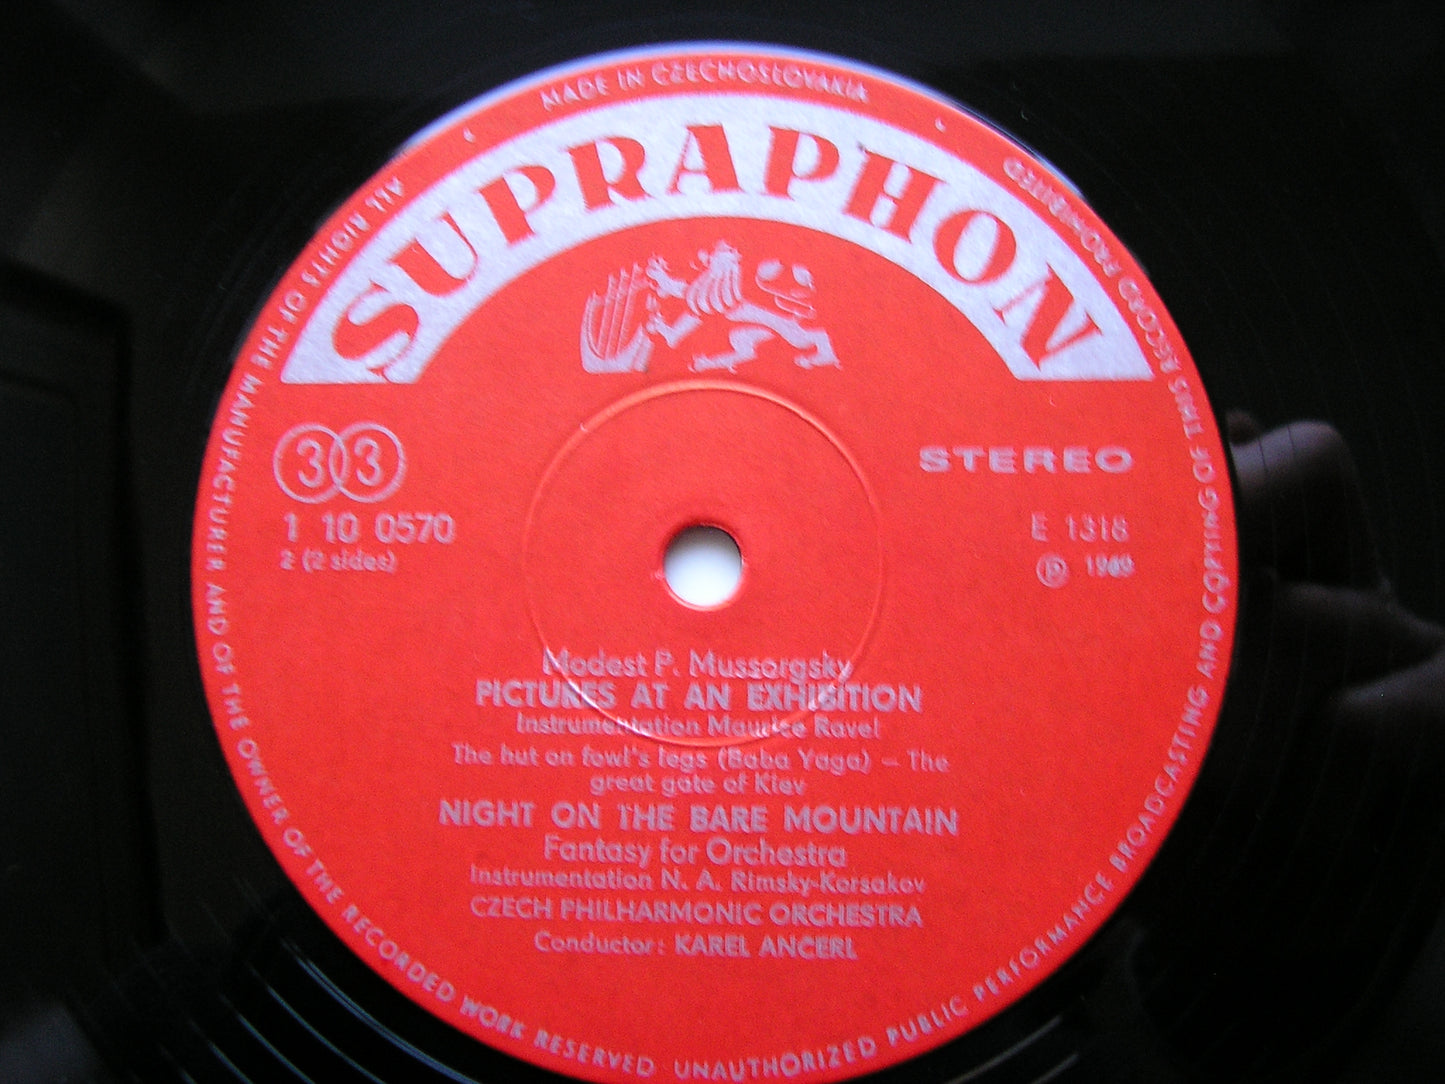 MADE IN CZECHOSLOVAKIA
SUPRAPHON
33
STEREO
1 10 0570
E 1318
2 (2 sides)
Ⓟ 1969
Modest P. Mussorgsky
PICTURES AT AN EXHIBITION
Instrumentation Maurice Ravel
The hut on fowl's legs (Baba Yaga) – The
great gate of Kiev
NIGHT ON THE BARE MOUNTAIN
Fantasy for Orchestra
Instrumentation N. A. Rimsky-Korsakov
CZECH PHILHARMONIC ORCHESTRA
Conductor: KAREL ANCERL
ALL RIGHTS OF THE MANUFACTURER AND OF THE OWNER OF THE RECORDED WORK RESERVED UNAUTHORIZED PUBLIC PERFORMANCE BROADCASTING AND COPYING OF THIS RECORD PROHIBITED